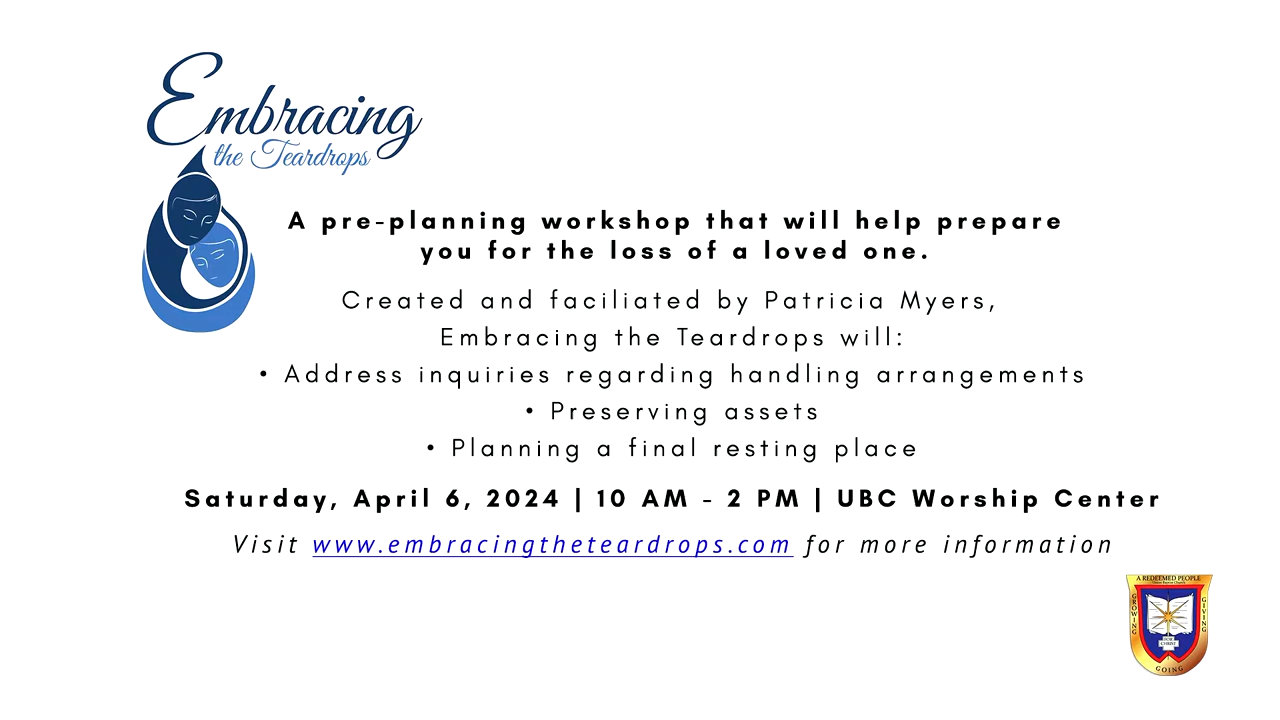 Embracing
the Teardrops
A pre-planning workshop that will help prepare
you for the loss of a loved one.
Created and faciliated by Patricia Myers,
Embracing the Teardrops will:
• Address inquiries regarding handling arrangements
• Preserving assets
• Planning a final resting place
Saturday, April 6, 2024 | 10 AM - 2 PM | UBC Worship Center
Visit www.embracingtheteardrops.com for more information
A REDEEMED PEOPLE
GROWING
GIVING
FOR
CHRIST
GOING